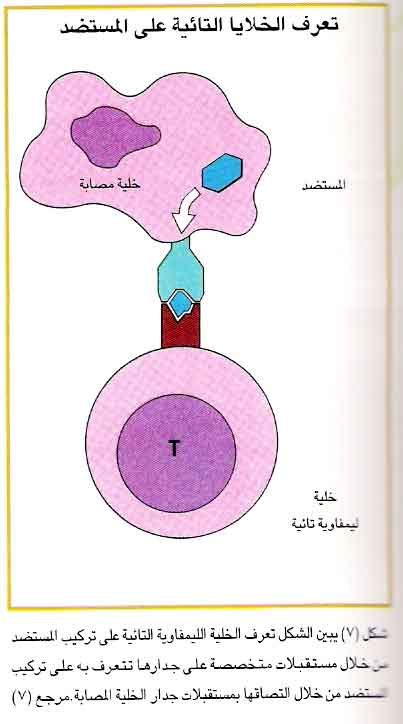 تعرف الخلايا التائية على المستضد
خلية مصابة
المستضد
T
خلية
ليمفاوية تائية
شكل (٧) يبين الشكل تعرف الخلية الليمفاوية التائية على تركيب المستضد
من خلال مستقبلات متخصصة على جدارها تتعرف به على تركيب
المستضد من خلال التصاقها بمستقبلات جدار الخلية المصابة. مرجع (٧)